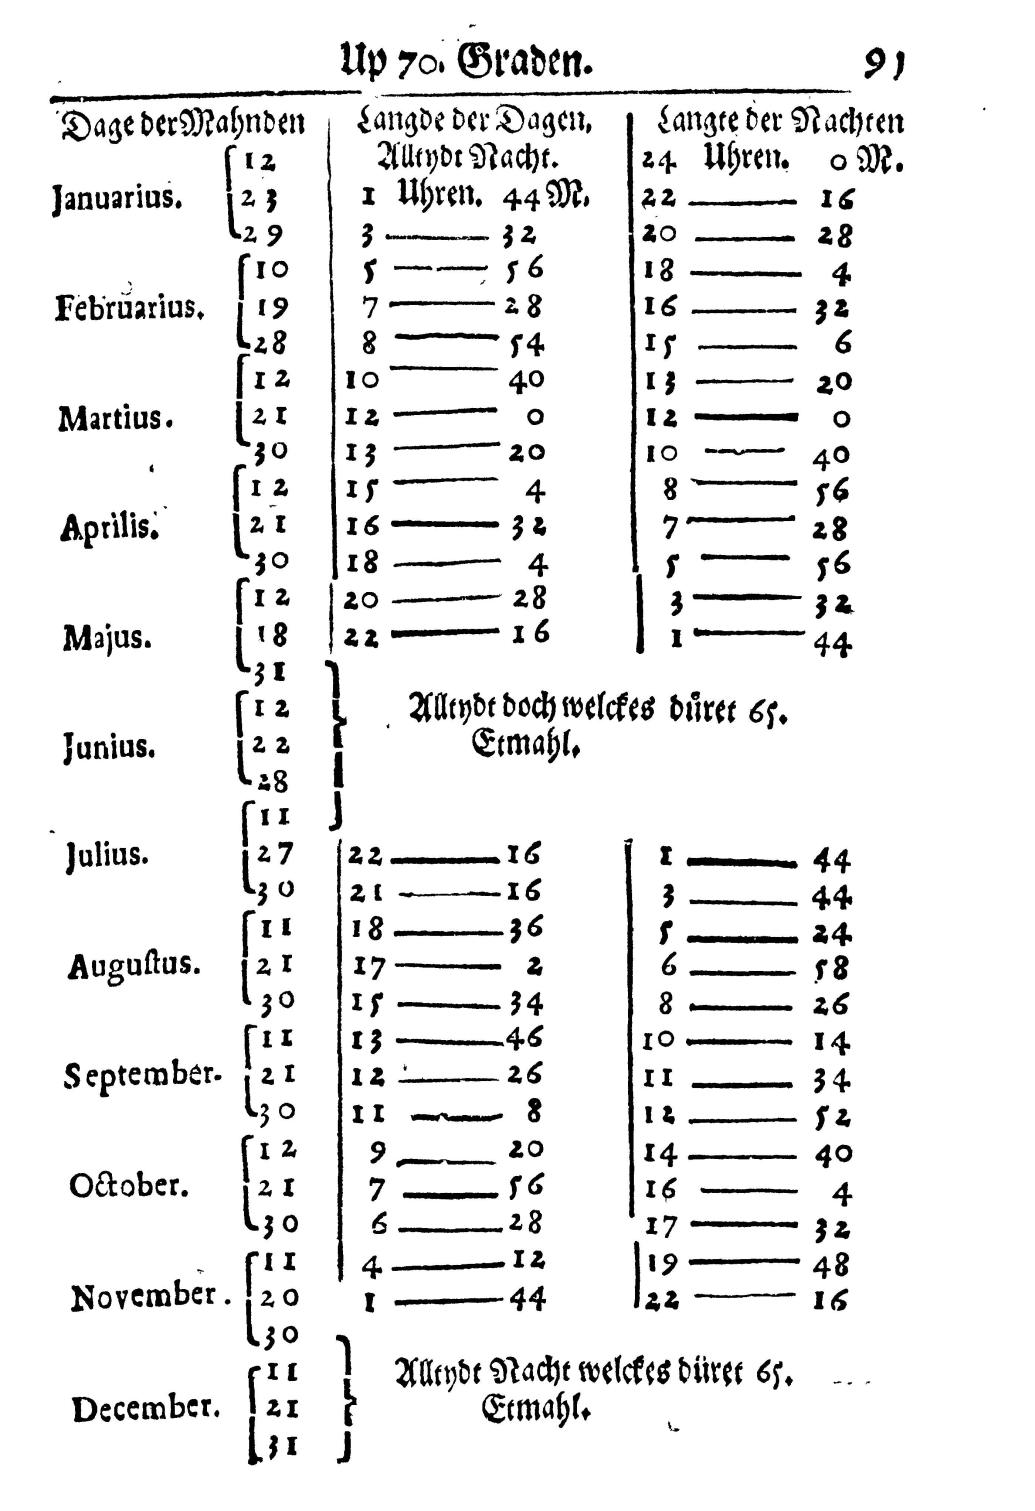 Up 70. Graden. 91
Dage der Mahnden Langde der Dagen, Langte der Nachten
12 Alltydt Nacht. 24 Uhren. 0 M.
Januarius. 23 1 Uhren. 44 M. 22 16
29 3 32 20 28
10 5 56 18 4
Februarius. 19 7 28 16 32
28 8 54 15 6
12 10 40 13 20
Martius. 21 12 0 12 0
30 13 20 10 40
12 15 4 8 56
Aprilis. 21 16 32 7 28
30 18 4 5 56
12 20 28 3 32
Majus. 18 22 16 1 44
31
12 Alltydt doch welckes důret 65.
Junius. 22 Etmahl.
28
11
Julius. 27 22 16 1 44
30 21 16 3 44
11 18 36 5 24
Auguſtus. 21 17 2 6 58
30 15 34 8 26
11 13 46 10 14
September. 21 12 26 11 34
30 11 8 12 52
12 9 20 14 40
October. 21 7 56 16 4
30 6 28 17 32
11 4 12 19 48
November. 20 1 44 22 16
30
11 Alltydt Nacht welckes düret 65.
December. 21 Etmahl.
31